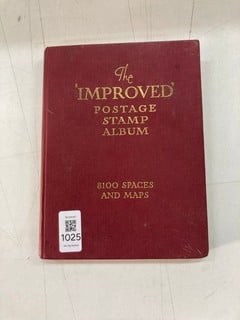 The
'IMPROVED'
POSTAGE
STAMP
ALBUM
8100 SPACES
AND MAPS
1025